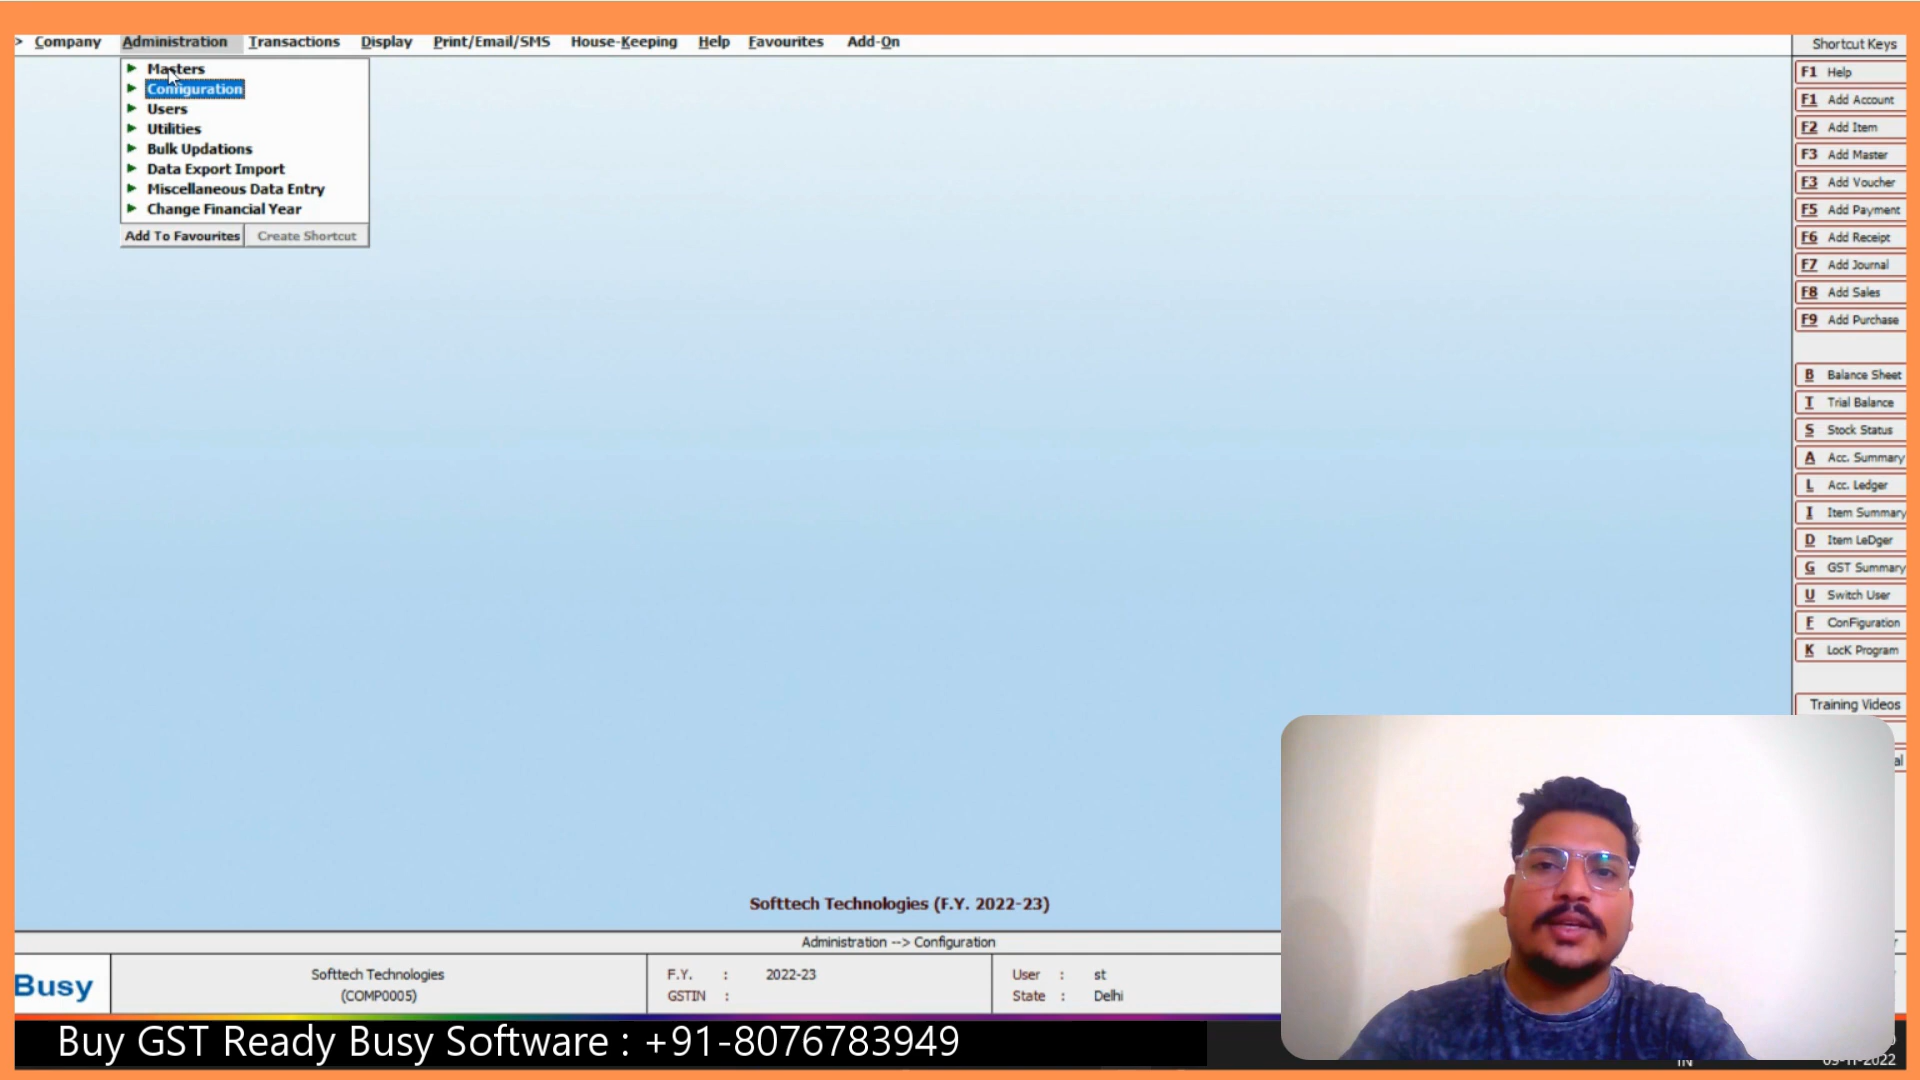 > Company Administration Transactions Display Print/Email/SMS House-Keeping Help Favourites Add-On
Masters
Configuration
Users
Utilities
Bulk Updations
Data Export Import
Miscellaneous Data Entry
Change Financial Year
Add To Favourites Create Shortcut
Shortcut Keys
F1 Help
F1 Add Account
F2 Add Item
F3 Add Master
F3 Add Voucher
F5 Add Payment
F6 Add Receipt
F7 Add Journal
F8 Add Sales
F9 Add Purchase
B Balance Sheet
T Trial Balance
S Stock Status
A Acc. Summary
L Acc. Ledger
I Item Summary
D Item LeDger
G GST Summary
U Switch User
F ConFiguration
K LocK Program
Training Videos
Softtech Technologies (F.Y. 2022-23)
Administration --> Configuration
Busy
Softtech Technologies
(COMP0005)
F.Y. : 2022-23
GSTIN :
User : st
State : Delhi
Buy GST Ready Busy Software : +91-8076783949